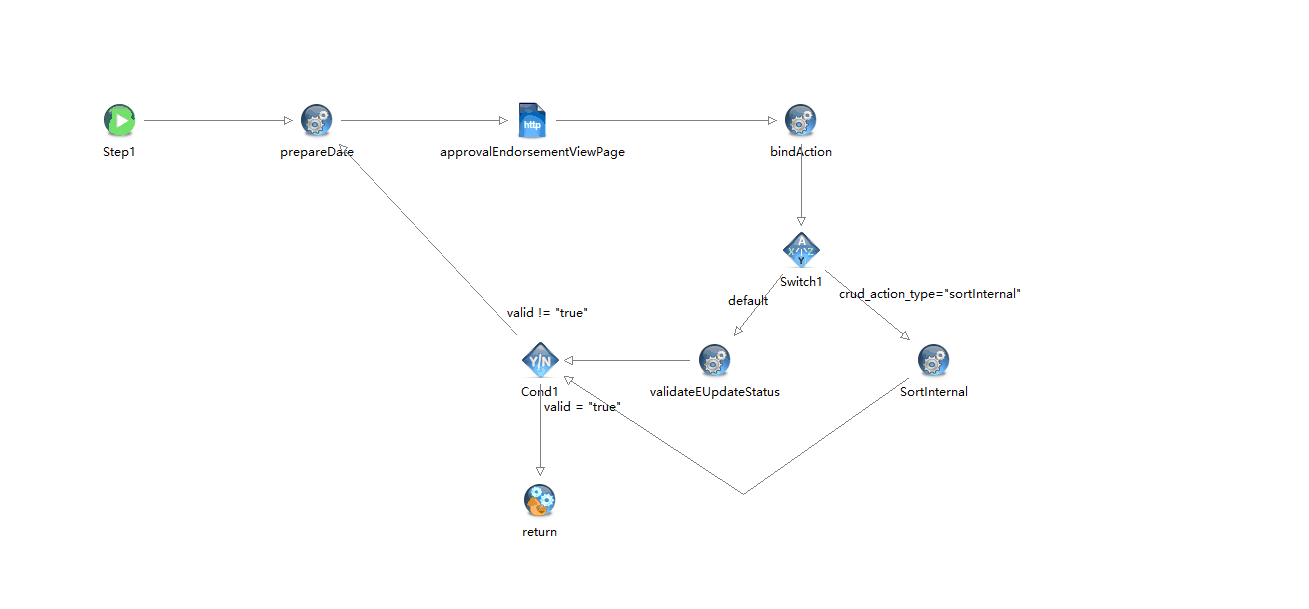 http
Step1
prepareDate
approvalEndorsementViewPage
bindAction
A
X
Z
Y
Switch1
default
crud_action_type="sortInternal"
valid != "true"
Y/N
Cond1
validateEUpdateStatus
SortInternal
valid = "true"
return